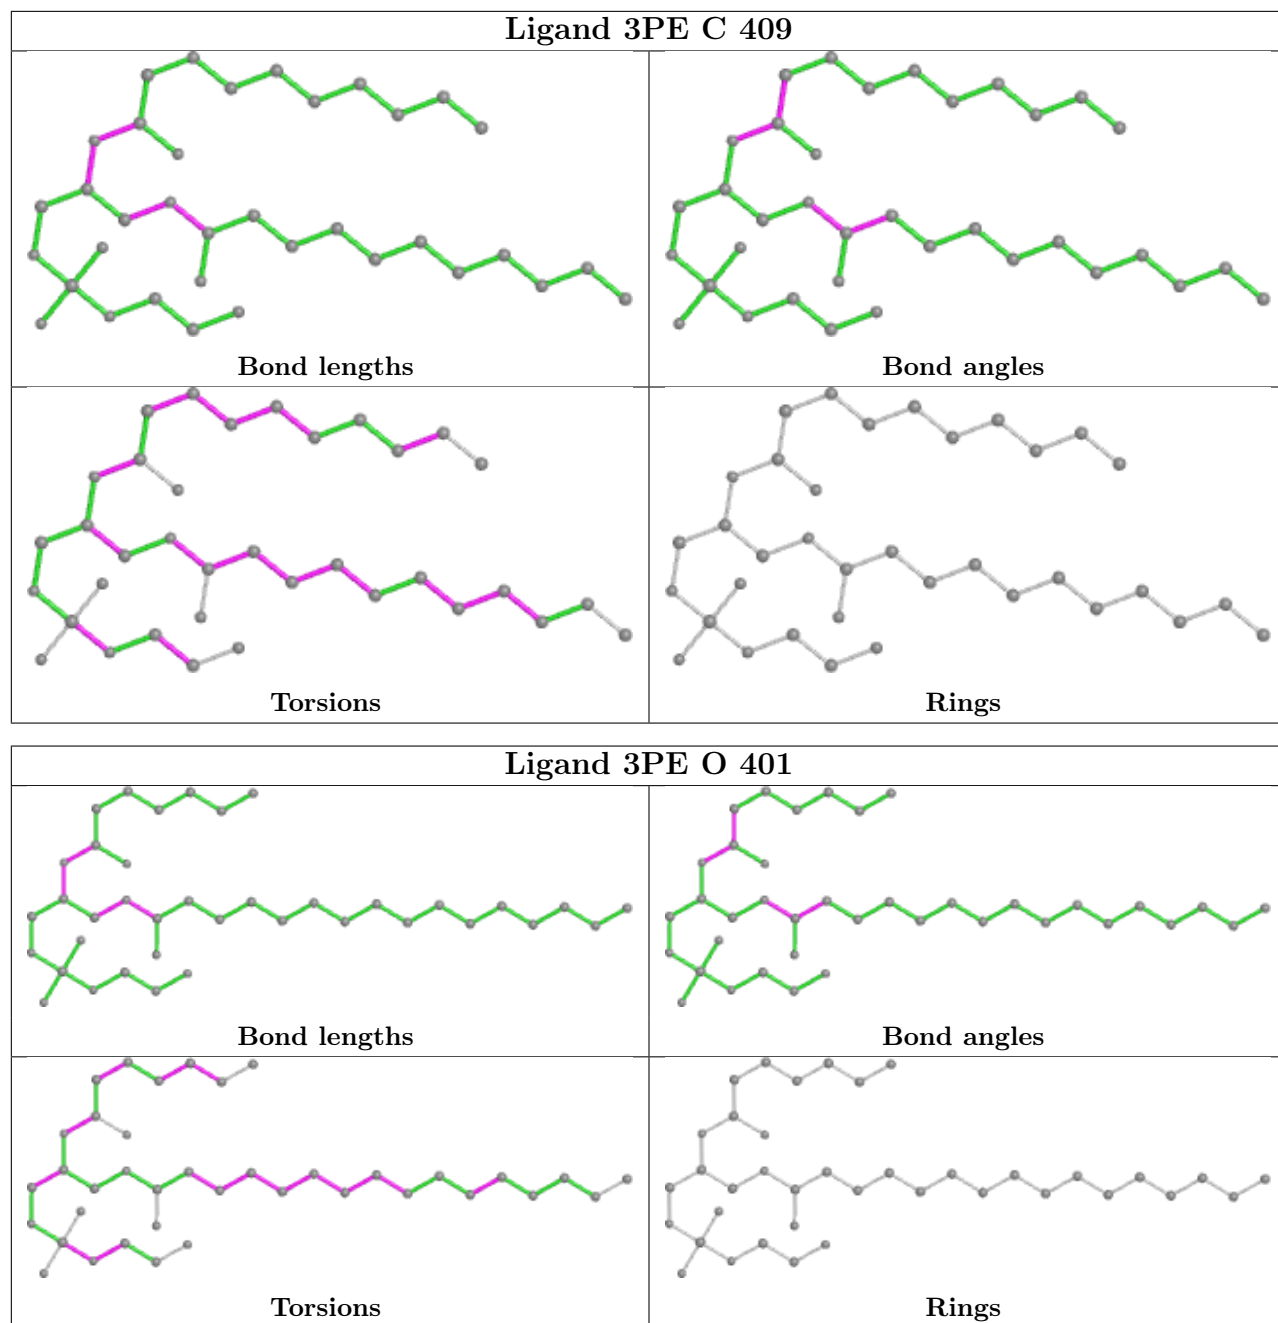 Ligand 3PE C 409
Bond lengths
Bond angles
Torsions
Rings
Ligand 3PE O 401
Bond lengths
Bond angles
Torsions
Rings